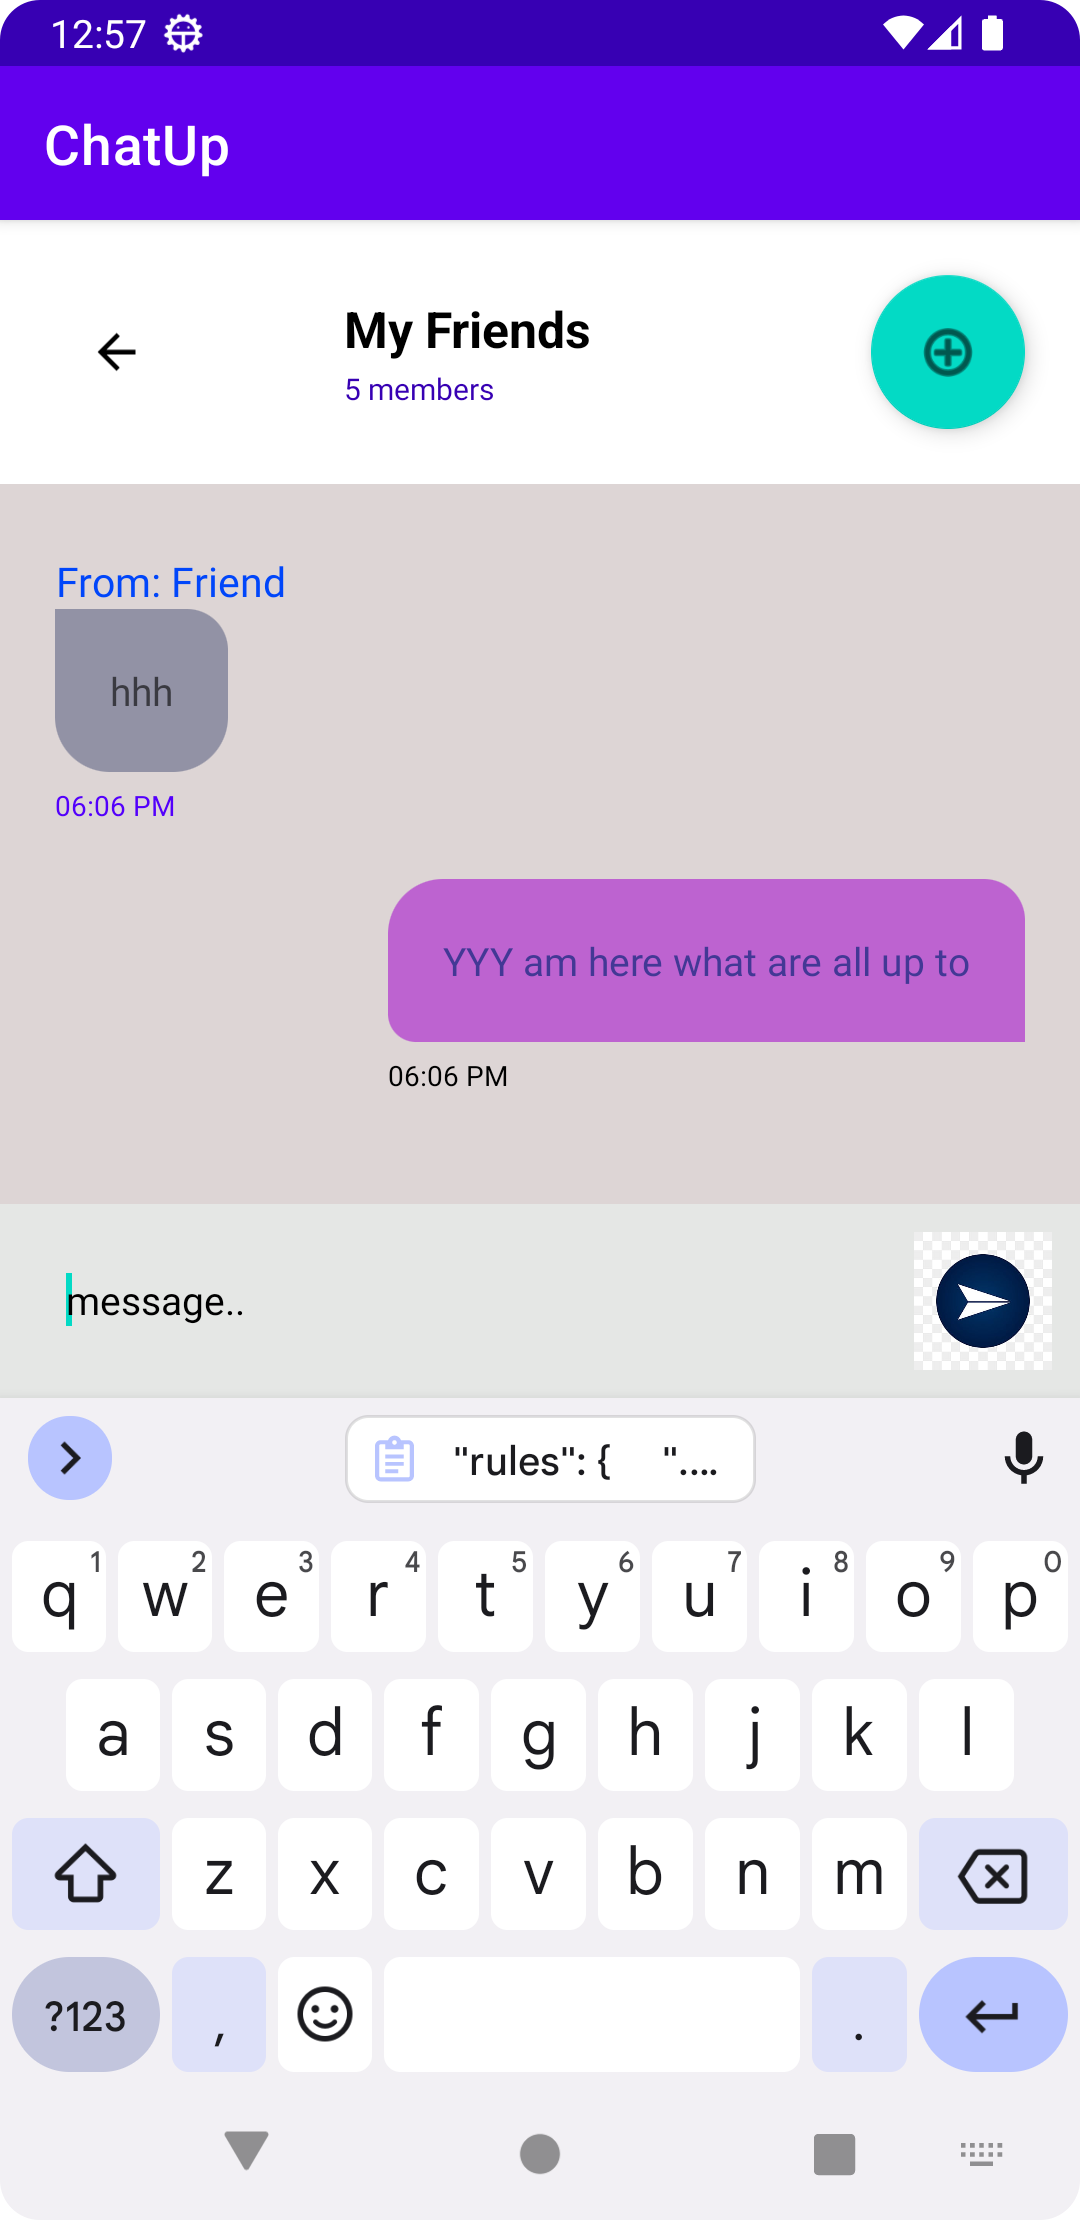 12:57
ChatUp
My Friends
5 members
From: Friend
hhh
06:06 PM
YYY am here what are all up to
06:06 PM
message..
"rules": { "....
q 1 w 2 e 3 r 4 t 5 y 6 u 7 i 8 o 9 p 0
a s d f g h j k l
z x c v b n m
?123 , .